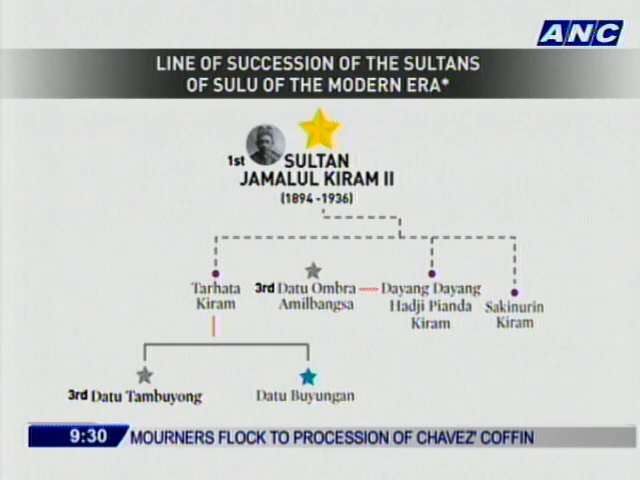 ANC
LINE OF SUCCESSION OF THE SULTANS
OF SULU OF THE MODERN ERA*
1st SULTAN
JAMALUL KIRAM II
(1894 -1936)
Tarhata
Kiram
3rd Datu Ombra
Amilbangsa
Dayang Dayang
Hadji Pianda
Kiram
Sakinurin
Kiram
3rd Datu Tambuyong
Datu Buyungan
9:30 MOURNERS FLOCK TO PROCESSION OF CHAVEZ' COFFIN